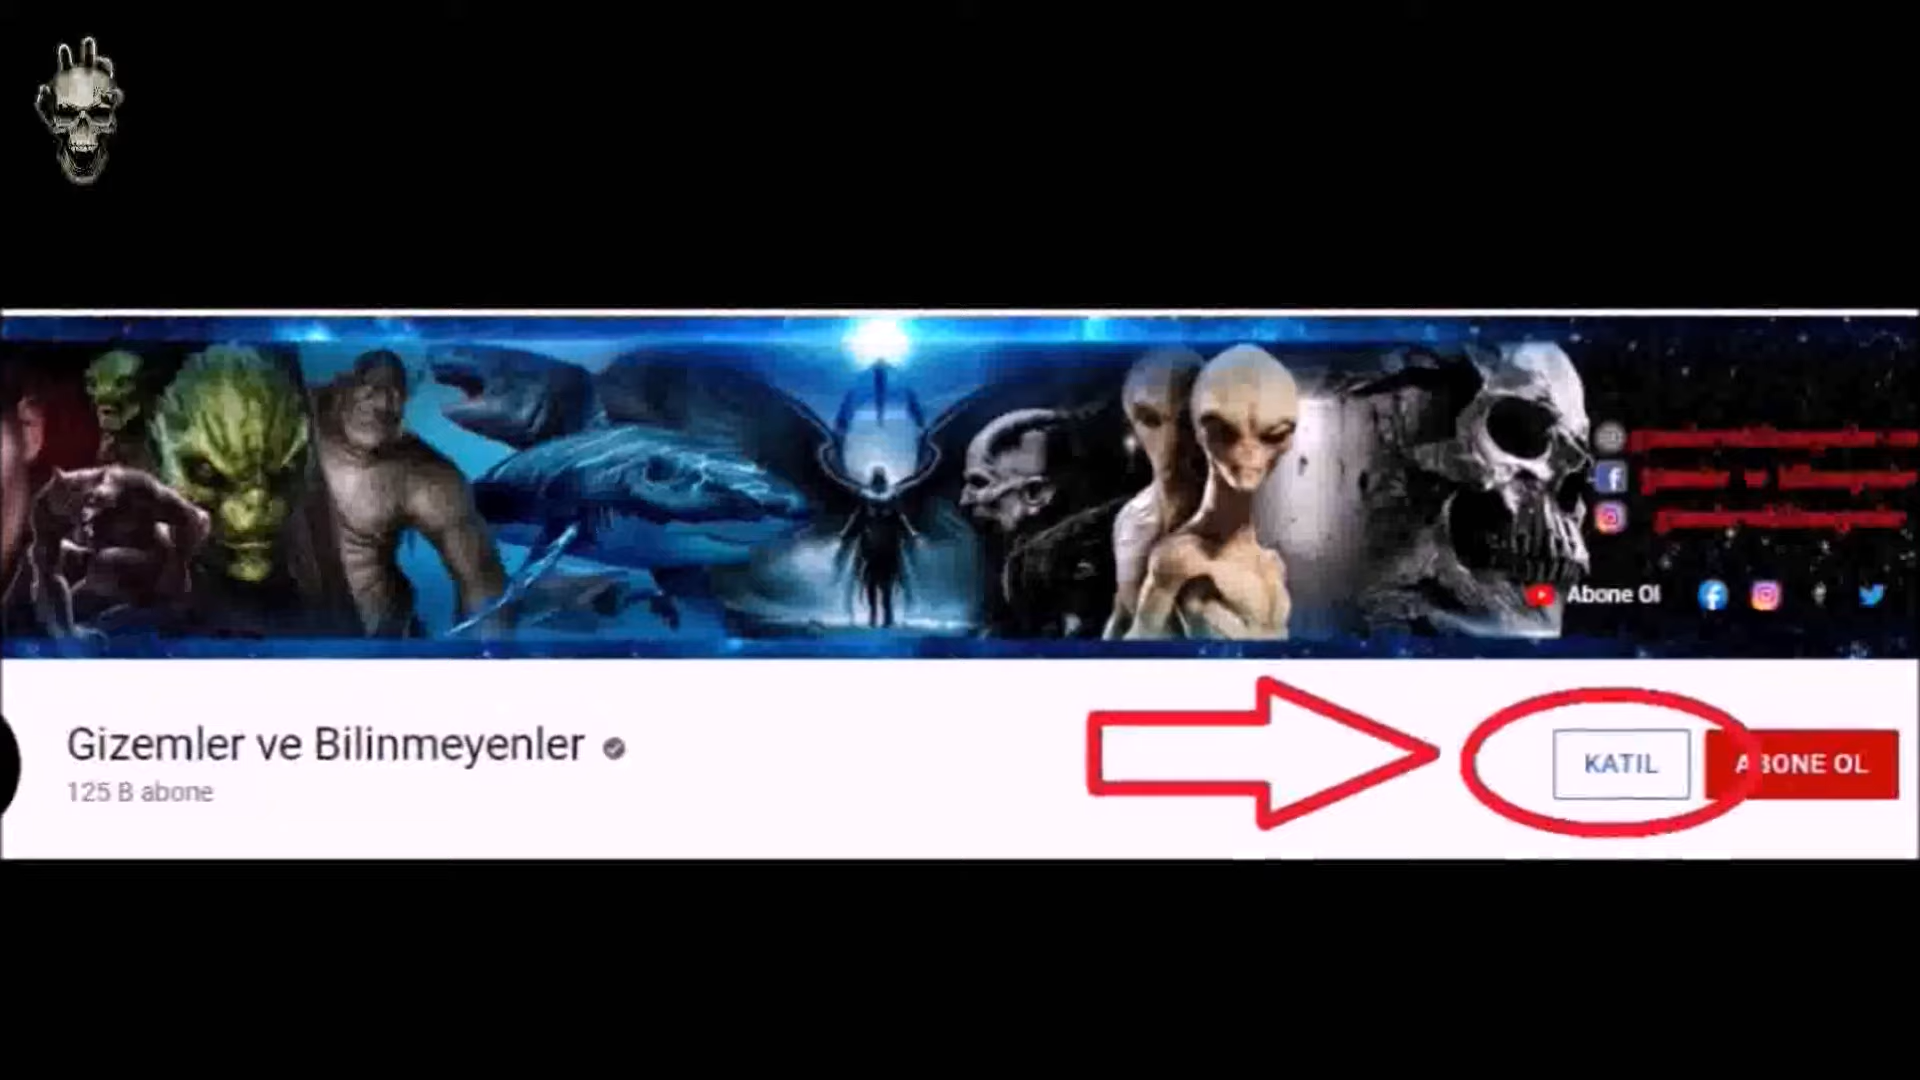 Abone Ol
Gizemler ve Bilinmeyenler
125 B abone
KATIL
ABONE OL